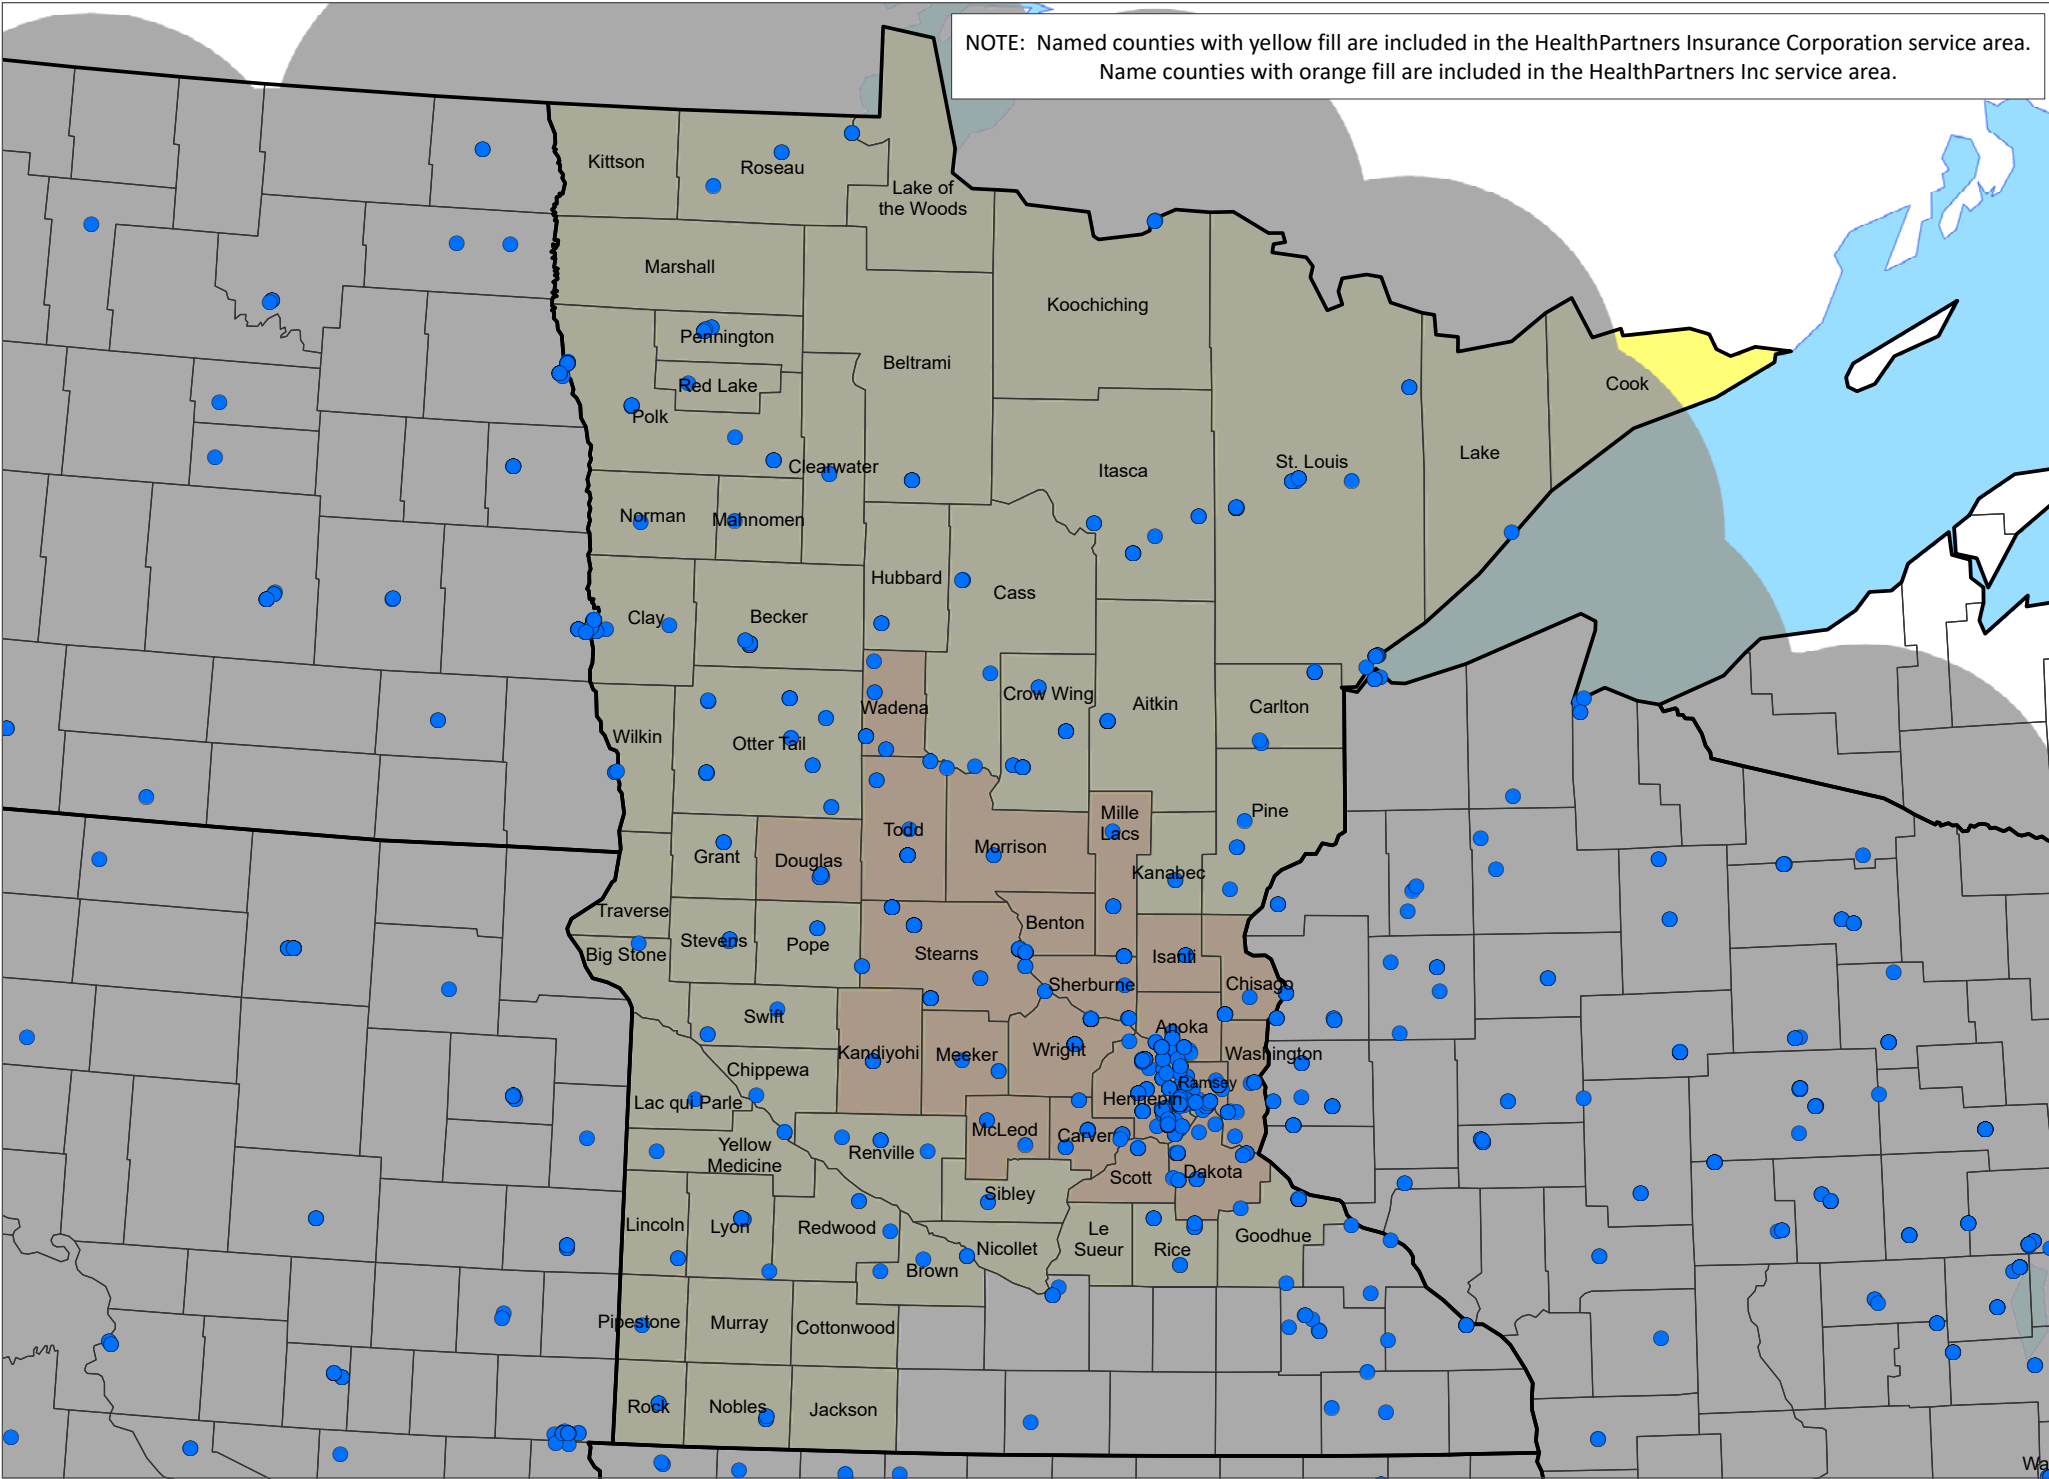 NOTE:  Named counties with yellow fill are included in the HealthPartners Insurance Corporation service area.
Name counties with orange fill are included in the HealthPartners Inc service area.
Kittson
Roseau
Lake of
the Woods
Marshall
Koochiching
Pennington
Beltrami
Red Lake
Cook
Polk
Lake
St. Louis
Clearwater
Itasca
Norman
Mahnomen
Hubbard
Cass
Clay
Becker
Crow Wing
Aitkin
Wadena
Carlton
Wilkin
Otter Tail
Pine
Mille
Lacs
Todd
Morrison
Grant
Douglas
Kanabec
Traverse
Benton
Stevens
Pope
Big Stone
Stearns
Isanti
Sherburne
Chisago
Swift
Anoka
Wright
Kandiyohi
Meeker
Washington
Chippewa
Ramsey
Hennepin
Lac qui Parle
McLeod
Carver
Yellow
Medicine
Renville
Scott
Dakota
Sibley
Lincoln
Lyon
Redwood
Le
Sueur
Goodhue
Nicollet
Rice
Brown
Pipestone
Murray
Cottonwood
Rock
Nobles
Jackson
Wa